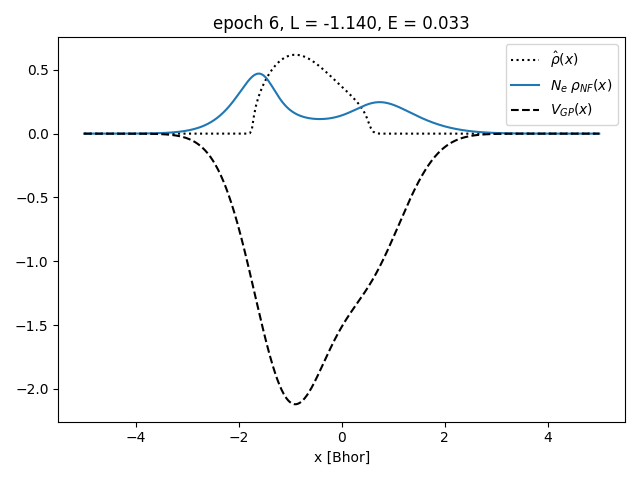 epoch 6, L = -1.140, E = 0.033
ρ̂(x)
N_e ρ_NF(x)
V_GP(x)
0.5
0.0
−0.5
−1.0
−1.5
−2.0
−4 −2 0 2 4
x [Bhor]